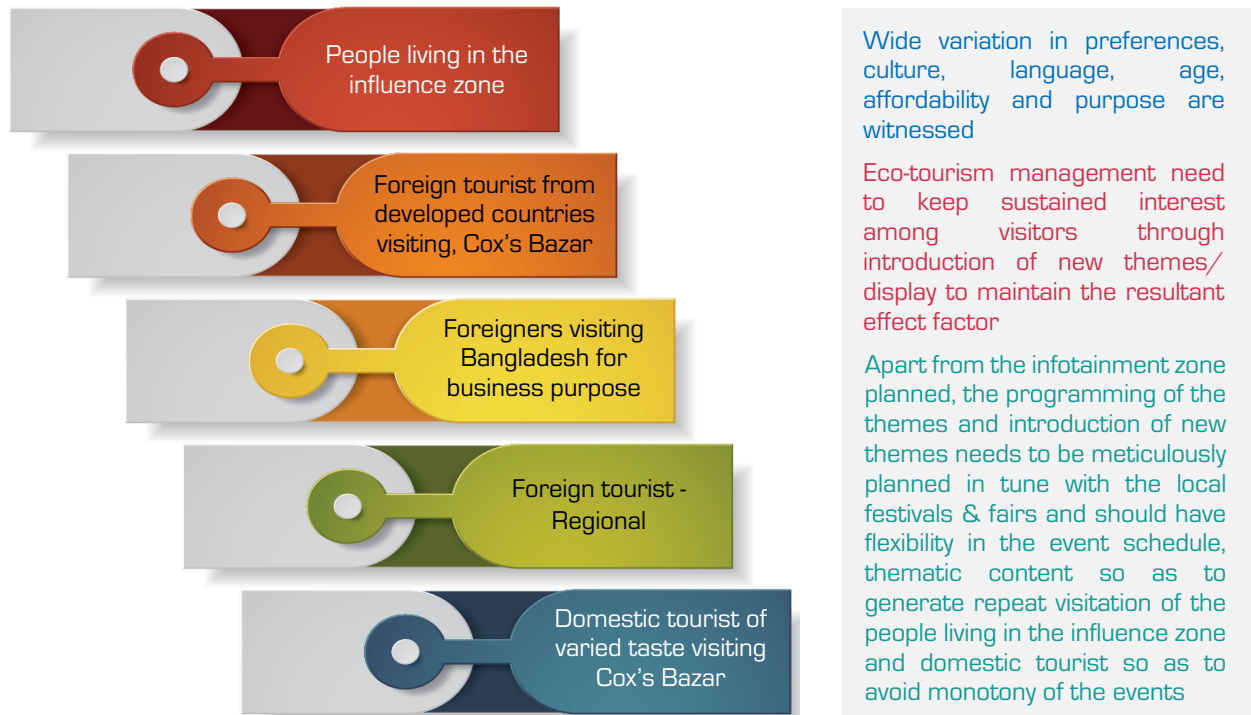 People living in the
influence zone
Foreign tourist from
developed countries
visiting, Cox's Bazar
Foreigners visiting
Bangladesh for
business purpose
Foreign tourist -
Regional
Domestic tourist of
varied taste visiting
Cox's Bazar
Wide variation in preferences,
culture, language, age,
affordability and purpose are
witnessed
Eco-tourism management need
to keep sustained interest
among visitors through
introduction of new themes/
display to maintain the resultant
effect factor
Apart from the infotainment zone
planned, the programming of the
themes and introduction of new
themes needs to be meticulously
planned in tune with the local
festivals & fairs and should have
flexibility in the event schedule,
thematic content so as to
generate repeat visitation of the
people living in the influence zone
and domestic tourist so as to
avoid monotony of the events